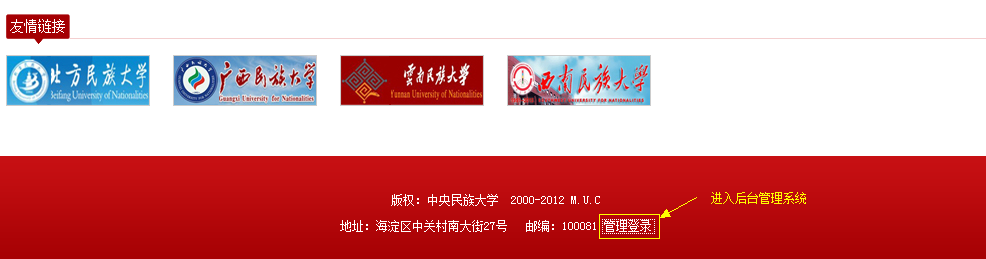 友情链接
北方民族大学
Beifang University of Nationalities
广西民族大学
Guangxi University for Nationalities
雲南民族大學
Yunnan University of Nationalities
西南民族大學
UNIVERSITY FOR NATIONALITIES
版权：中央民族大学 2000-2012 M.U.C
进入后台管理系统
地址：海淀区中关村南大街27号 邮编：100081 管理登录